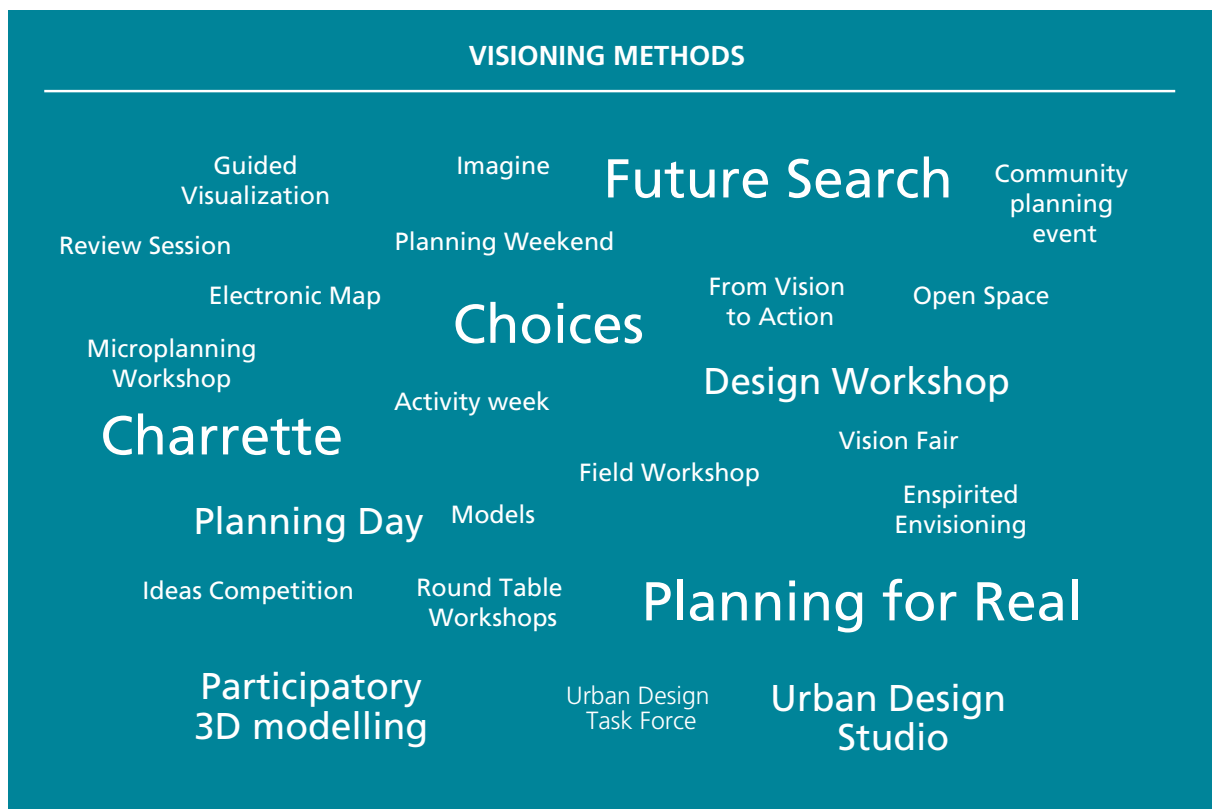 VISIONING METHODS
Guided
Visualization
Imagine
Future Search
Community
planning
event
Review Session
Planning Weekend
Electronic Map
Choices
From Vision
to Action
Open Space
Microplanning
Workshop
Activity week
Design Workshop
Charrette
Vision Fair
Field Workshop
Enspirited
Envisioning
Planning Day
Models
Ideas Competition
Round Table
Workshops
Planning for Real
Participatory
3D modelling
Urban Design
Task Force
Urban Design
Studio